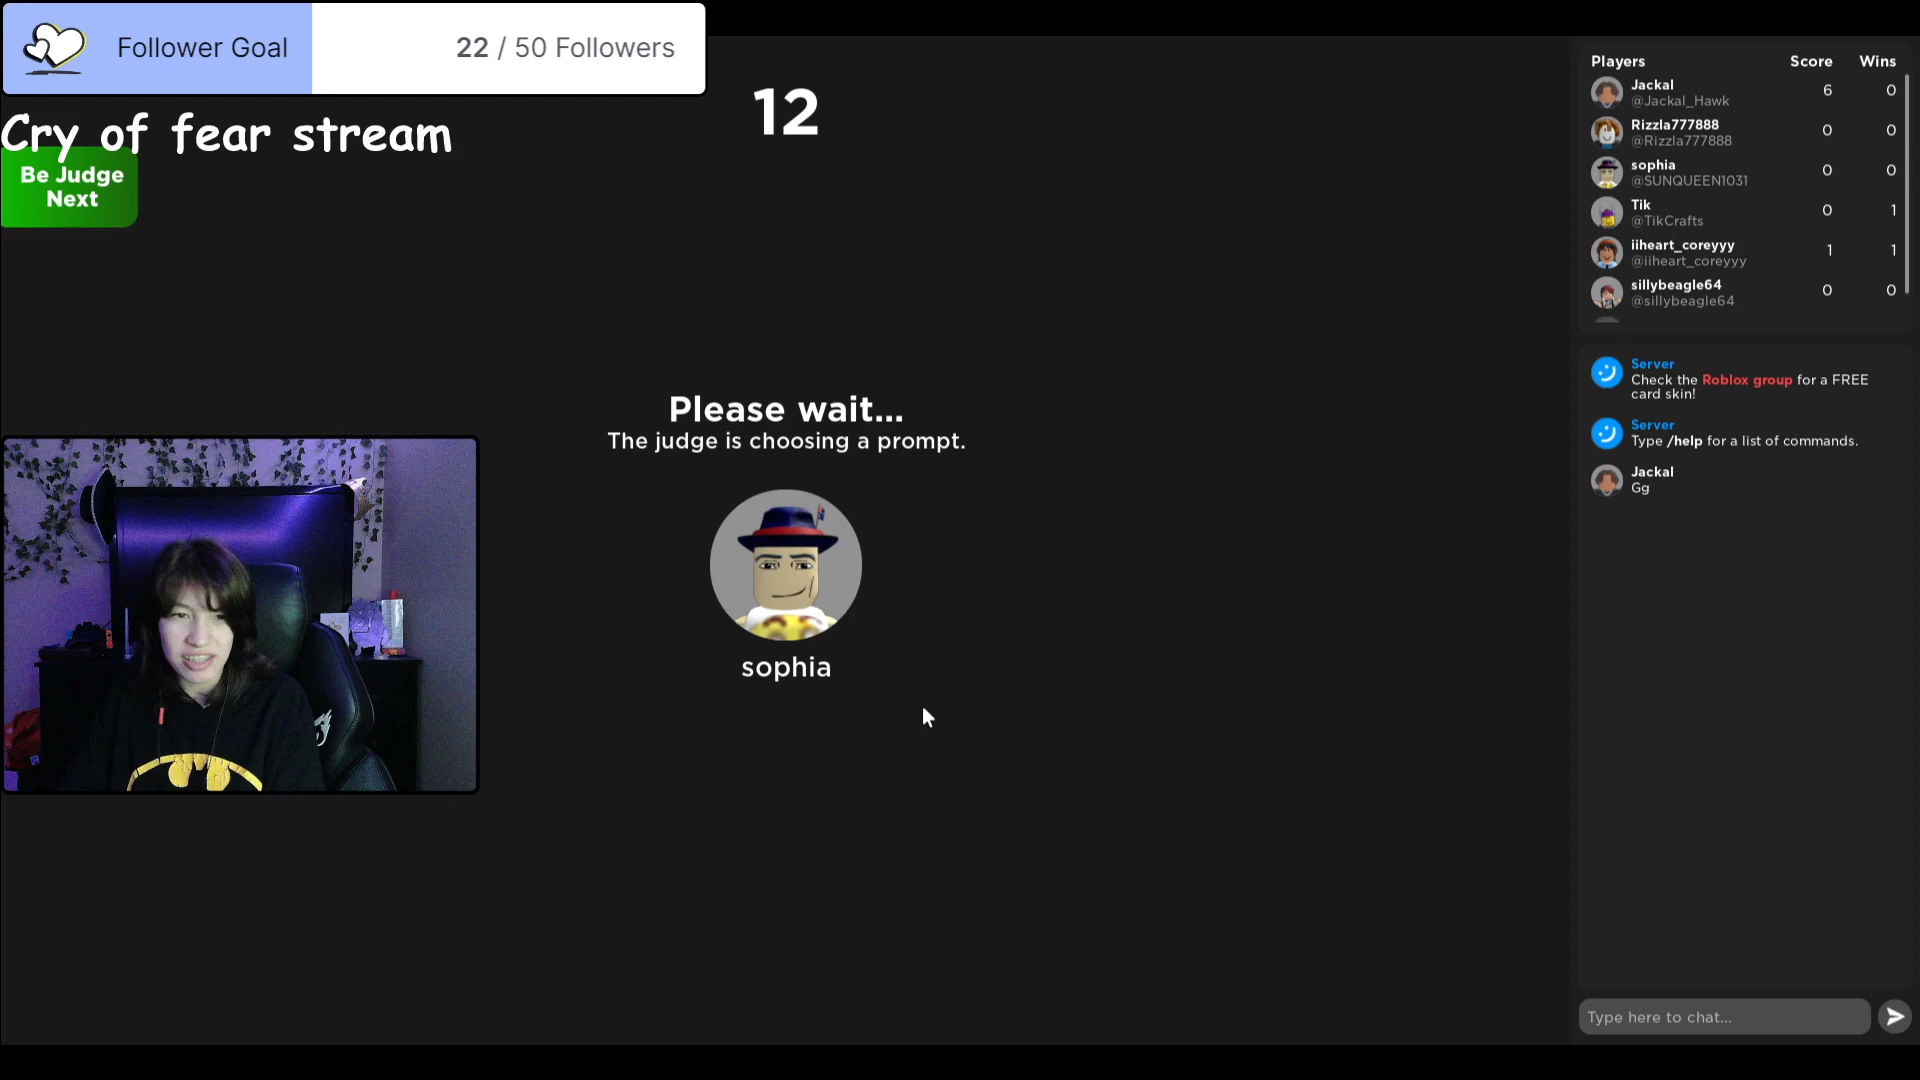 Follower Goal
22 / 50 Followers
Cry of fear stream
Be Judge
Next
12
Please wait...
The judge is choosing a prompt.
sophia
Players Score Wins
Jackal 6 0
@Jackal_Hawk
Rizzla777888 0 0
@Rizzla777888
sophia 0 0
@SUNQUEEN1031
Tik 0 1
@TikCrafts
iiheart_coreyyy 1 1
@iiheart_coreyyy
sillybeagle64 0 0
@sillybeagle64
Server
Check the Roblox group for a FREE
card skin!
Server
Type /help for a list of commands.
Jackal
Gg
Type here to chat...